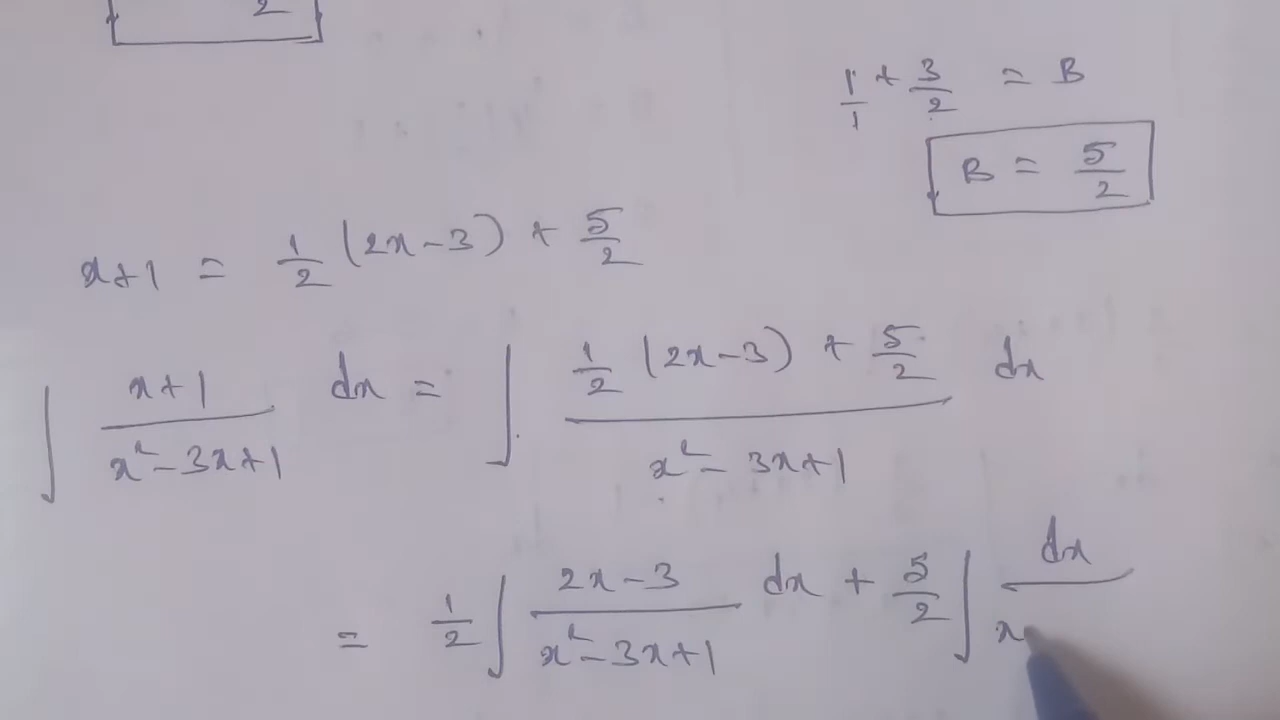 2
1/1 + 3/2 = B
B = 5/2
x+1 = 1/2 (2x-3) + 5/2
∫ x+1 / x²-3x+1 dx = ∫ 1/2 (2x-3) + 5/2 / x²-3x+1 dx
= 1/2 ∫ 2x-3 / x²-3x+1 dx + 5/2 ∫ dx / x